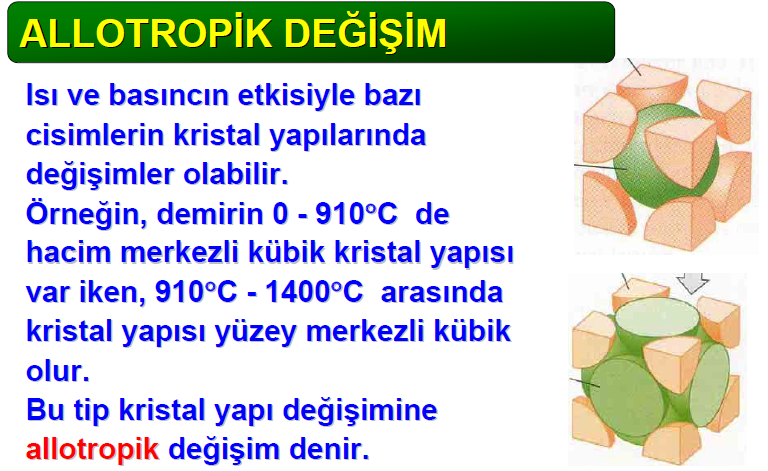 ALLOTROPİK DEĞİŞİM
Isı ve basıncın etkisiyle bazı
cisimlerin kristal yapılarında
değişimler olabilir.
Örneğin, demirin 0 - 910°C de
hacim merkezli kübik kristal yapısı
var iken, 910°C - 1400°C arasında
kristal yapısı yüzey merkezli kübik
olur.
Bu tip kristal yapı değişimine
allotropik değişim denir.